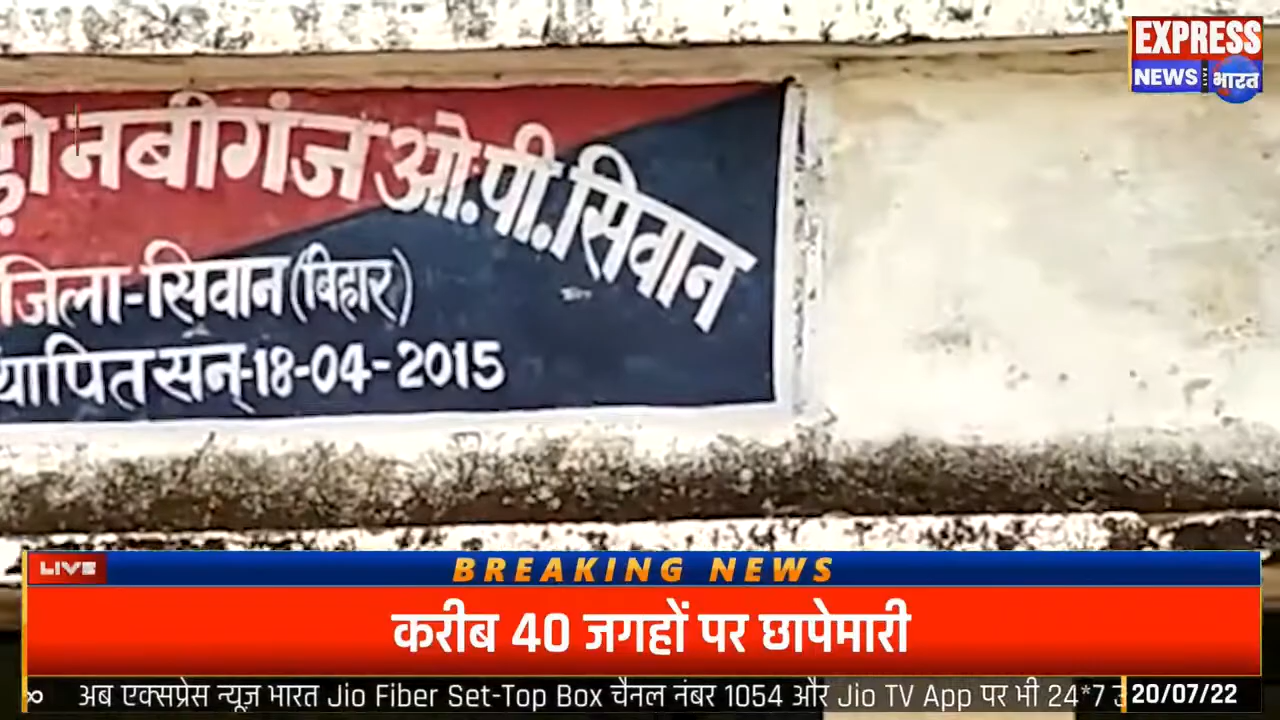 EXPRESS
NEWS 24x7 भारत
नबीगंज ओ.पी. सिवान
जिला-सिवान (बिहार)
सन्-18-04-2015
LIVE
BREAKING NEWS
करीब 40 जगहों पर छापेमारी
अब एक्सप्रेस न्यूज़ भारत Jio Fiber Set-Top Box चैनल नंबर 1054 और Jio TV App पर भी 24*7
20/07/22